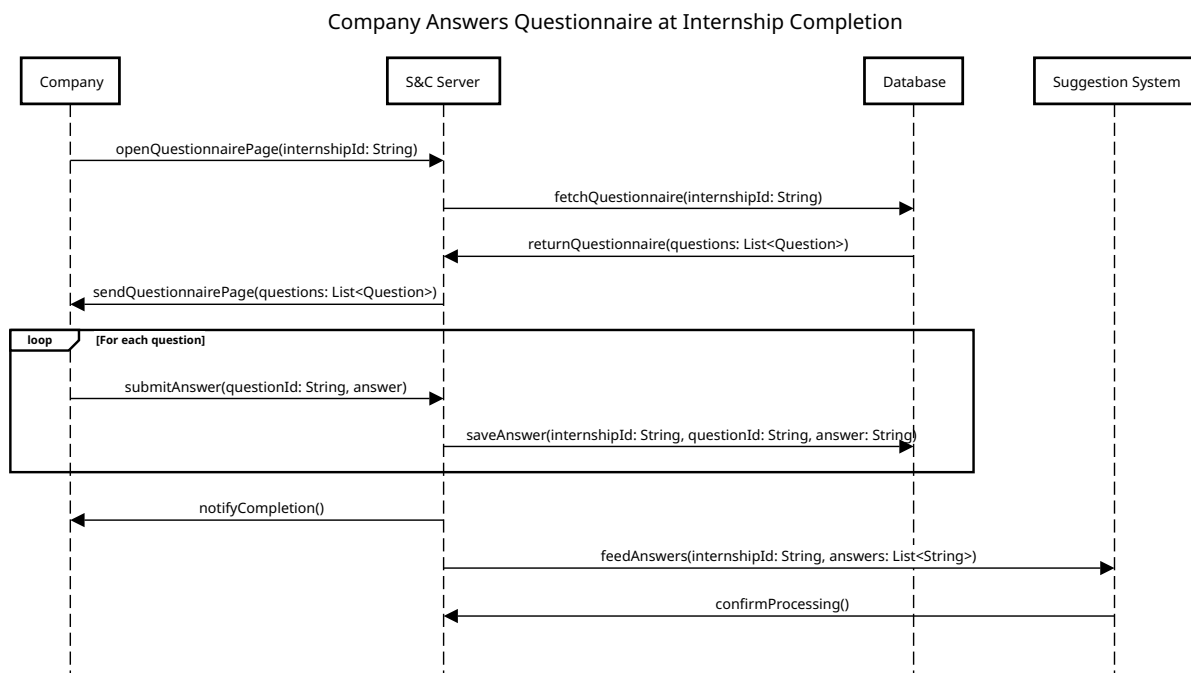 Company Answers Questionnaire at Internship Completion
Company
S&C Server
Database
Suggestion System
openQuestionnairePage(internshipId: String)
fetchQuestionnaire(internshipId: String)
returnQuestionnaire(questions: List<Question>)
sendQuestionnairePage(questions: List<Question>)
loop
[For each question]
submitAnswer(questionId: String, answer)
saveAnswer(internshipId: String, questionId: String, answer: String)
notifyCompletion()
feedAnswers(internshipId: String, answers: List<String>)
confirmProcessing()